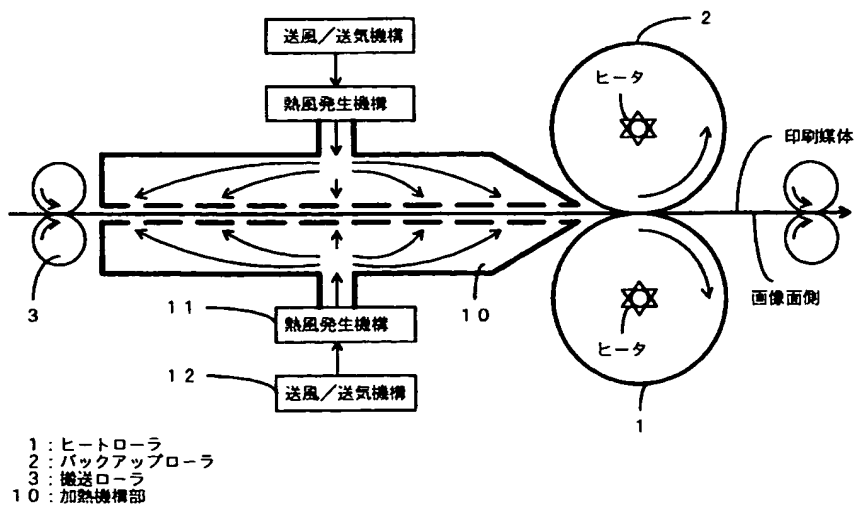 2
送風／送気機構
ヒータ
熱風発生機構
印刷媒体
3
11
10
画像面側
熱風発生機構
ヒータ
12
送風／送気機構
1
1：ヒートローラ
2：バックアップローラ
3：搬送ローラ
10：加熱機構部